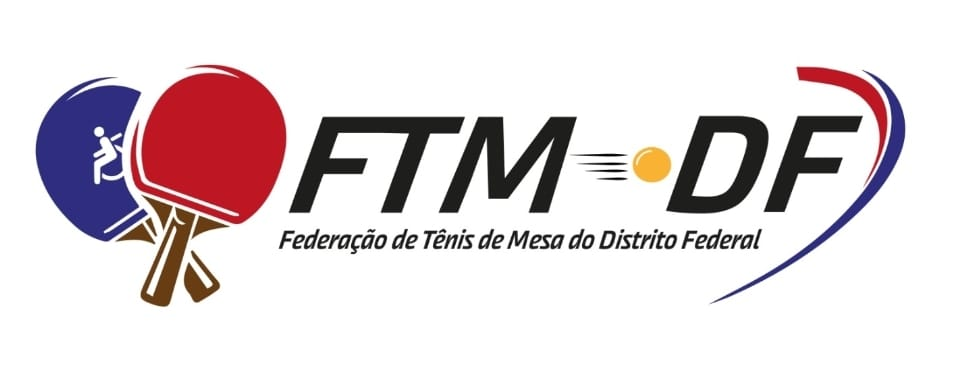 FTM DF
Federação de Tênis de Mesa do Distrito Federal